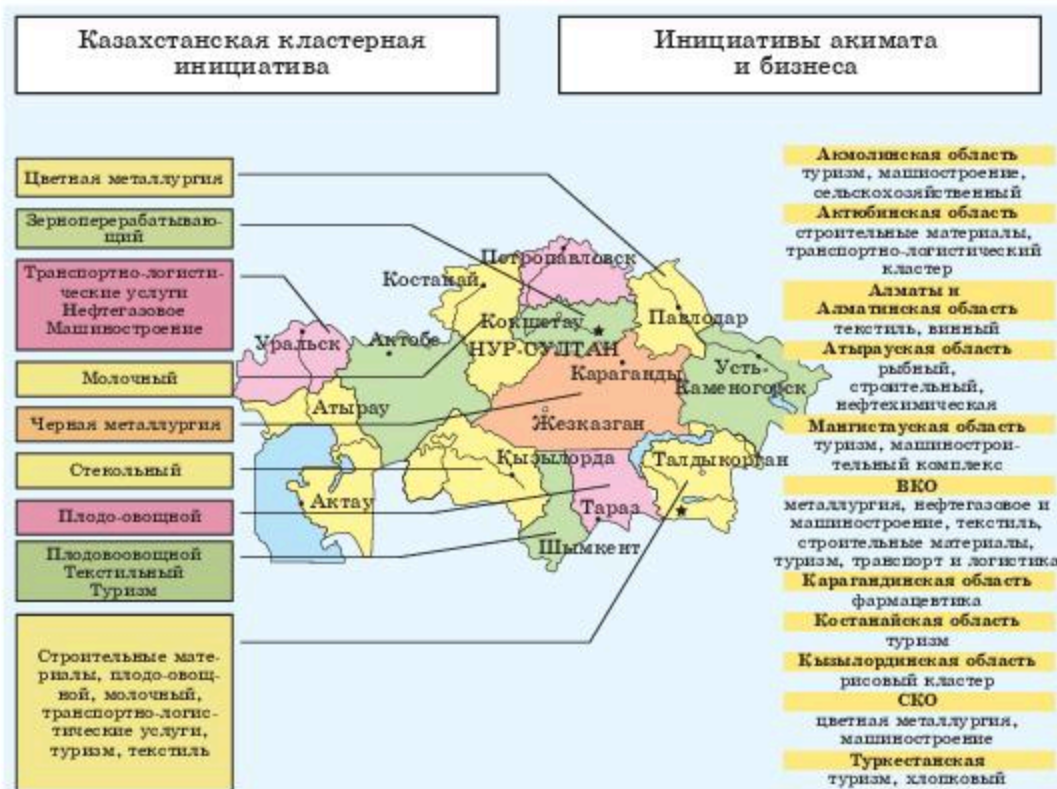 Казахстанская кластерная
инициатива
Инициативы акимата
и бизнеса
Цветная металлургия
Зерноперерабатываю-
щий
Транспортно-логисти-
ческие услуги
Нефтегазовое
Машиностроение
Молочный
Черная металлургия
Стекольный
Плодо-овощной
Плодовоовощной
Текстильный
Туризм
Строительные мате-
риалы, плодо-овощ-
ной, молочный,
транспортно-логис-
тические услуги,
туризм, текстиль
Петропавловск
Костанай
Кокшетау
Павлодар
Уральск
Актобе
НУР-СУЛТАН
Караганды
Усть-
Каменогорск
Атырау
Жезказган
Қызылорда
Талдыкорган
Актау
Тараз
Шымкент
Акмолинская область
туризм, машиостроение,
сельскохозяйственный
Актюбинская область
строительные материалы,
транспортно-логистический
кластер
Алматы и
Алматинская область
текстиль, винный
Атырауская область
рыбный,
строительный,
нефтехимическая
Мангистауская область
туризм, машинострои-
тельный комплекс
ВКО
металлургия, нефтегазовое и
машиностроение, текстиль,
строительные материалы,
туризм, транспорт и логистика
Карагандинская область
фармацевтика
Костанайская область
туризм
Кызылординская область
рисовый кластер
СКО
цветная металлургия,
машиностроение
Туркестанская
туризм, хлопковый